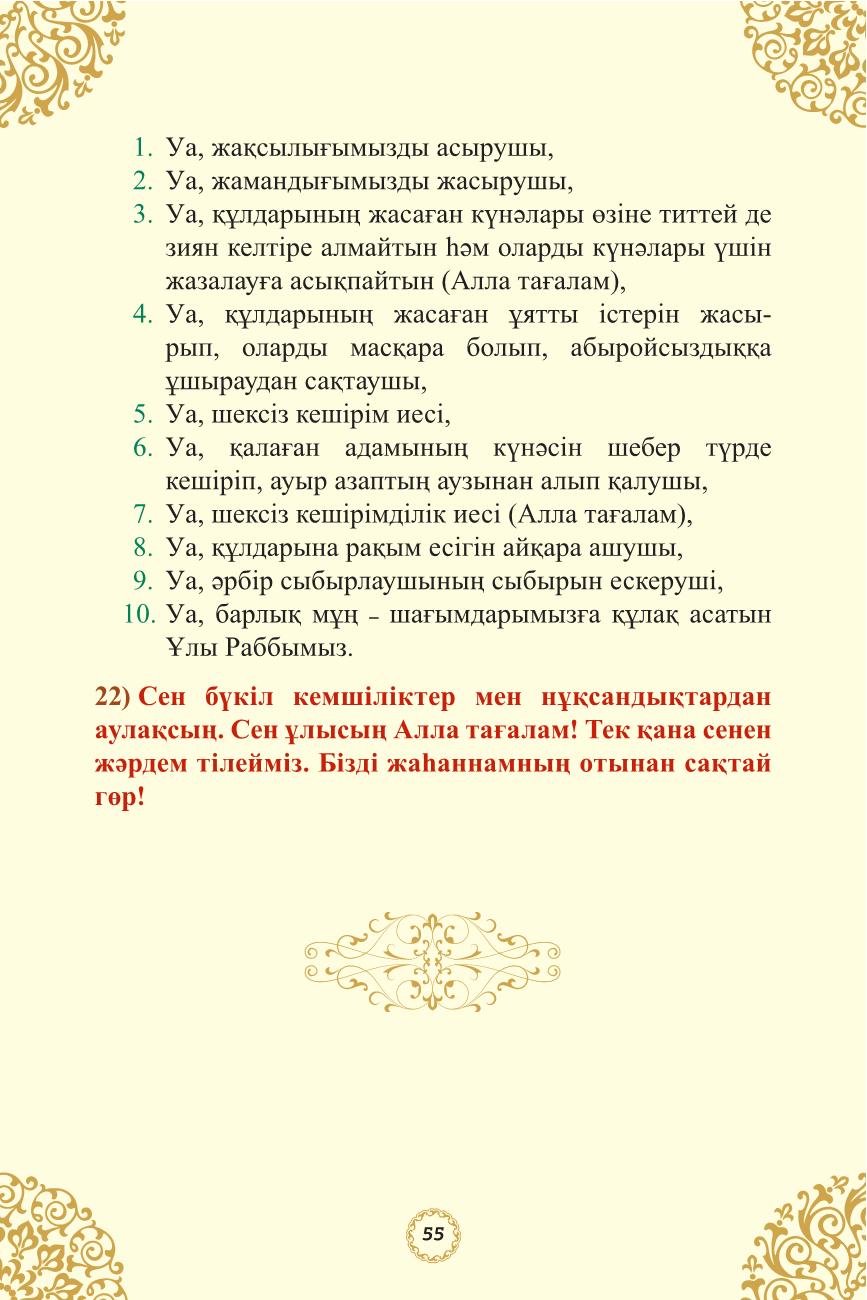 1. Уа, жақсылығымызды асырушы,
2. Уа, жамандығымызды жасырушы,
3. Уа, құлдарының жасаған күнәлары өзіне титтей де
зиян келтіре алмайтын һәм оларды күнәлары үшін
жазалауға асықпайтын (Алла тағалам),
4. Уа, құлдарының жасаған ұятты істерін жасы-
рып, оларды масқара болып, абыройсыздыққа
ұшыраудан сақтаушы,
5. Уа, шексіз кешірім иесі,
6. Уа, қалаған адамының күнәсін шебер түрде
кешіріп, ауыр азаптың аузынан алып қалушы,
7. Уа, шексіз кешірімділік иесі (Алла тағалам),
8. Уа, құлдарына рақым есігін айқара ашушы,
9. Уа, әрбір сыбырлаушының сыбырын ескеруші,
10. Уа, барлық мұң – шағымдарымызға құлақ асатын
Ұлы Раббымыз.
22) Сен бүкіл кемшіліктер мен нұқсандықтардан
аулақсың. Сен ұлысың Алла тағалам! Тек қана сенен
жәрдем тілейміз. Бізді жаһаннамның отынан сақтай
гөр!
55